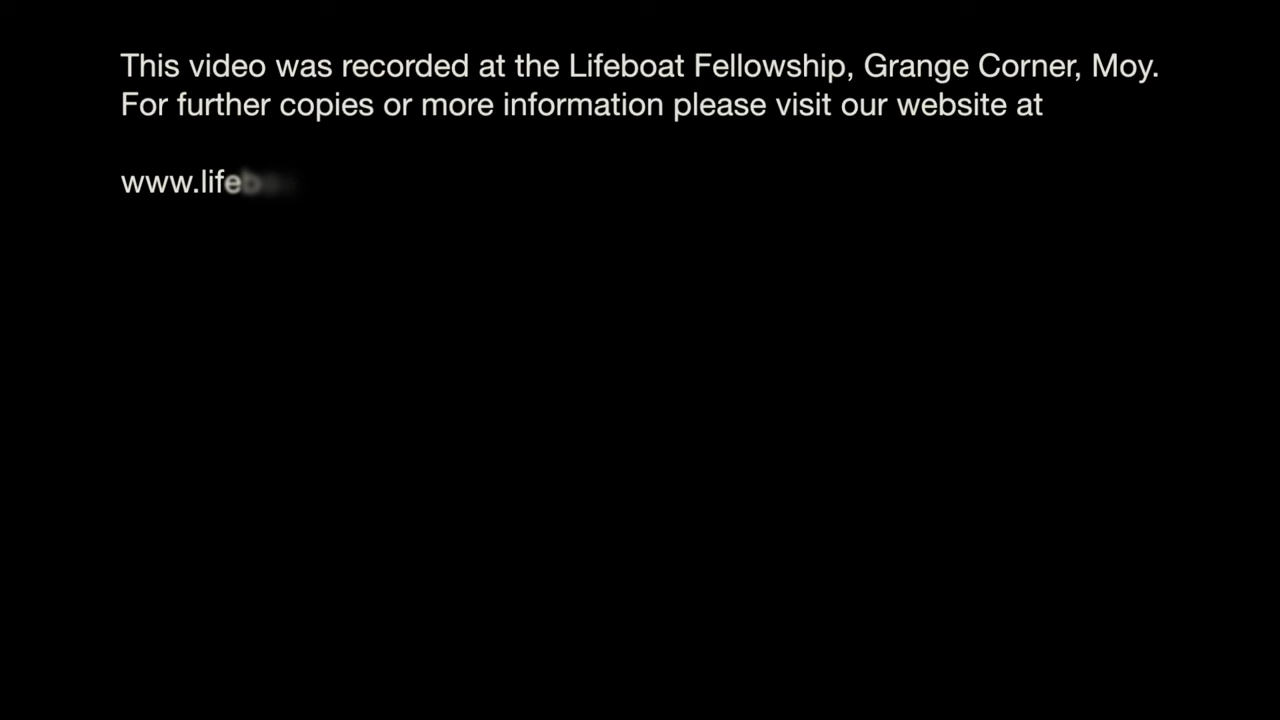 This video was recorded at the Lifeboat Fellowship, Grange Corner, Moy.
For further copies or more information please visit our website at
www.lifeb